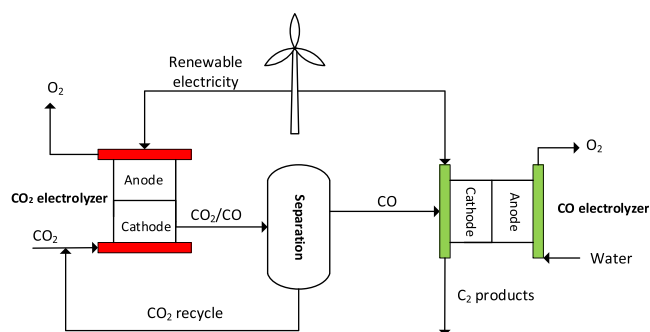 Renewable
electricity
O₂
O₂
Anode
CO₂ electrolyzer
Cathode
CO₂/CO
Separation
CO
Cathode
Anode
CO electrolyzer
CO₂
Water
C₂ products
CO₂ recycle